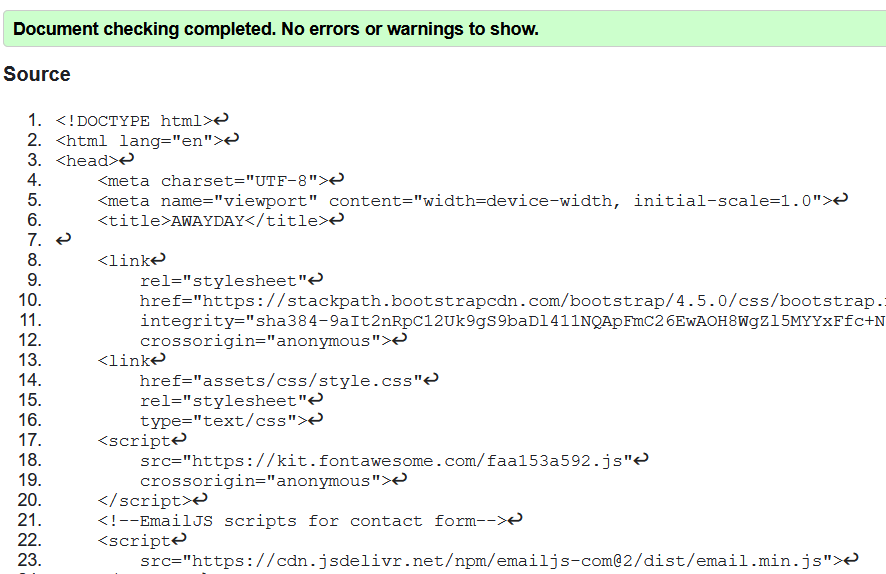 Document checking completed. No errors or warnings to show.
Source
1. <!DOCTYPE html>↩
2. <html lang="en">↩
3. <head>↩
4. <meta charset="UTF-8">↩
5. <meta name="viewport" content="width=device-width, initial-scale=1.0">↩
6. <title>AWAYDAY</title>↩
7. ↩
8. <link↩
9. rel="stylesheet"↩
10. href="https://stackpath.bootstrapcdn.com/bootstrap/4.5.0/css/bootstrap.
11. integrity="sha384-9aIt2nRpC12Uk9gS9baDl411NQApFmC26EwAOH8WgZl5MYYxFfc+N
12. crossorigin="anonymous">↩
13. <link↩
14. href="assets/css/style.css"↩
15. rel="stylesheet"↩
16. type="text/css">↩
17. <script↩
18. src="https://kit.fontawesome.com/faa153a592.js"↩
19. crossorigin="anonymous">↩
20. </script>↩
21. <!--EmailJS scripts for contact form-->↩
22. <script↩
23. src="https://cdn.jsdelivr.net/npm/emailjs-com@2/dist/email.min.js">↩